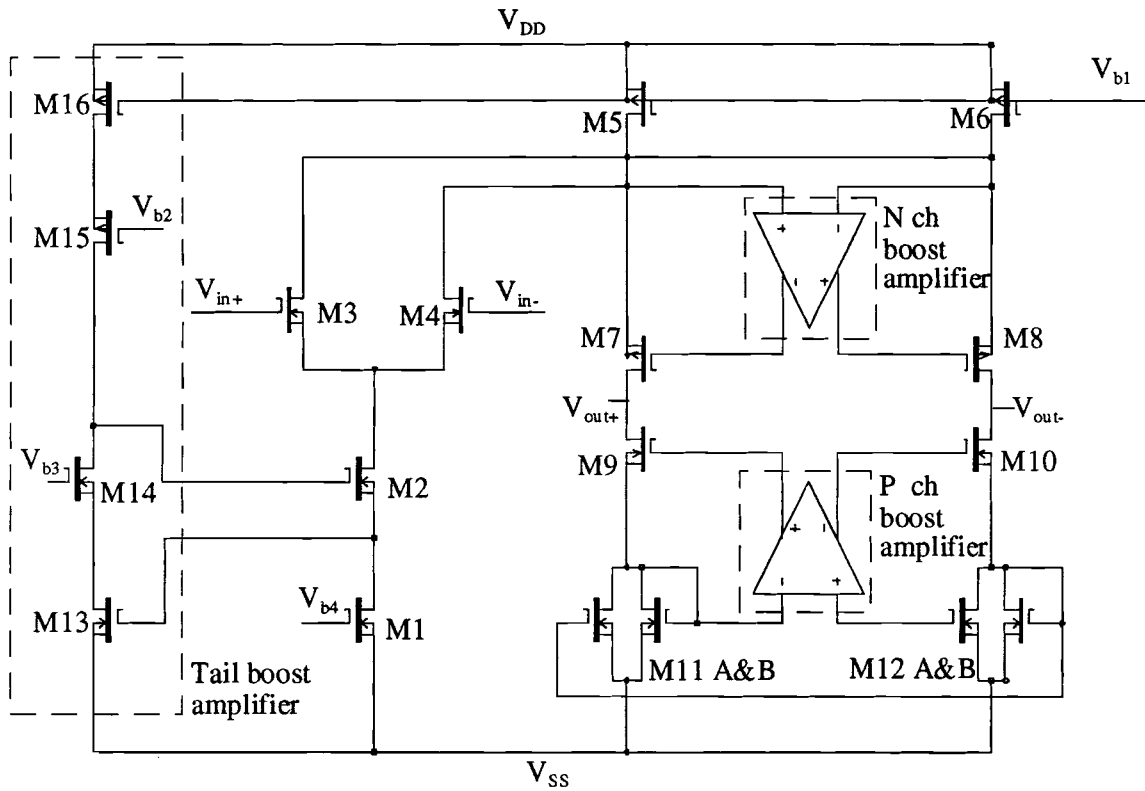 V_DD
M16
M5
M6
V_b1
M15
V_b2
N ch
boost
amplifier
+ −
− +
V_in+
M3
M4
V_in-
M7
M8
V_out+
V_out-
V_b3
M14
M2
M9
M10
P ch
boost
amplifier
+ −
− +
M13
V_b4
M1
M11 A&B
M12 A&B
Tail boost
amplifier
V_SS